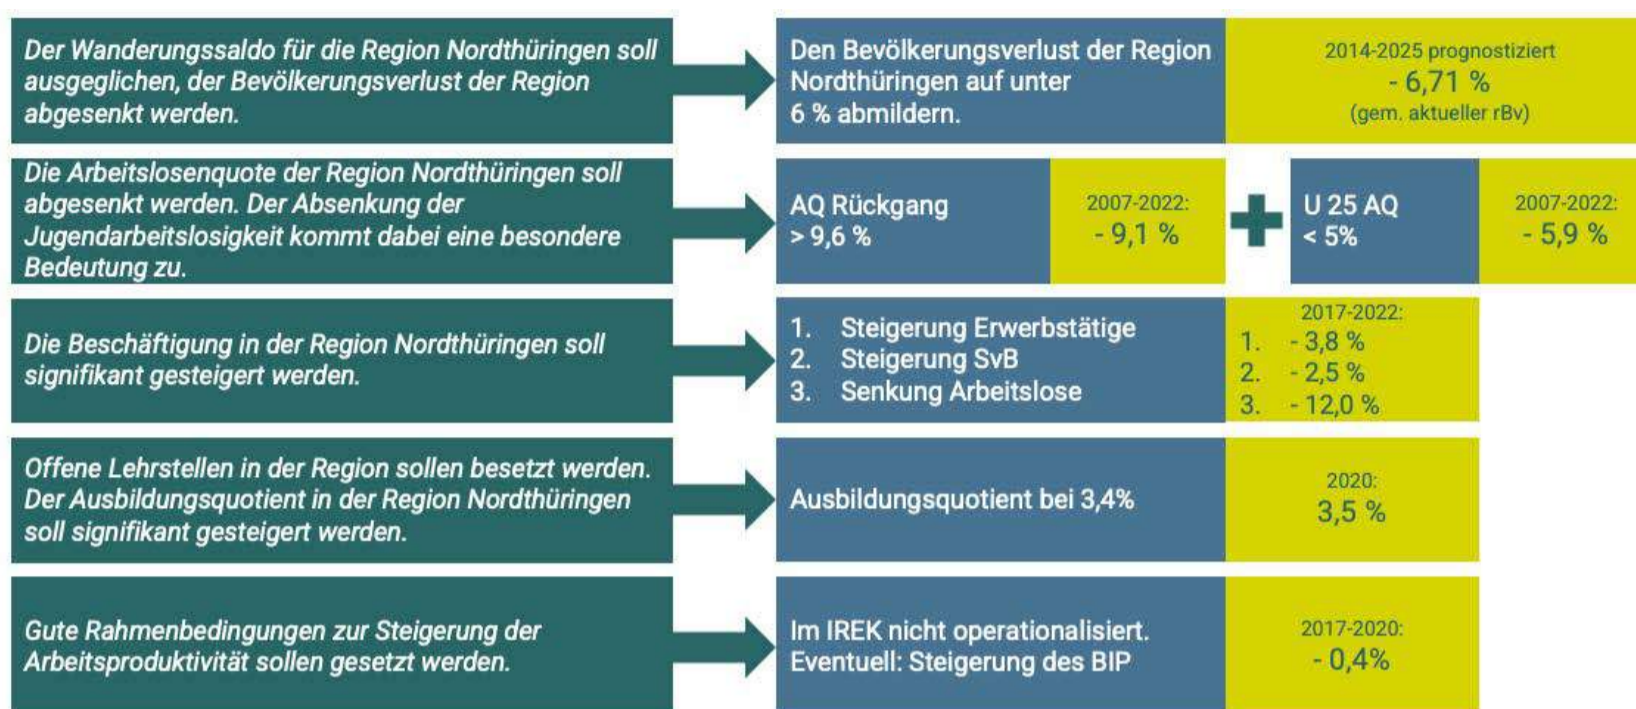 Der Wanderungssaldo für die Region Nordthüringen soll
ausgeglichen, der Bevölkerungsverlust der Region
abgesenkt werden.
Den Bevölkerungsverlust der Region
Nordthüringen auf unter
6 % abmildern.
2014-2025 prognostiziert
- 6,71 %
(gem. aktueller rBv)
Die Arbeitslosenquote der Region Nordthüringen soll
abgesenkt werden. Der Absenkung der
Jugendarbeitslosigkeit kommt dabei eine besondere
Bedeutung zu.
AQ Rückgang
> 9,6 %
2007-2022:
- 9,1 %
U 25 AQ
< 5%
2007-2022:
- 5,9 %
Die Beschäftigung in der Region Nordthüringen soll
signifikant gesteigert werden.
1. Steigerung Erwerbstätige
2. Steigerung SvB
3. Senkung Arbeitslose
2017-2022:
1. - 3,8 %
2. - 2,5 %
3. - 12,0 %
Offene Lehrstellen in der Region sollen besetzt werden.
Der Ausbildungsquotient in der Region Nordthüringen
soll signifikant gesteigert werden.
Ausbildungsquotient bei 3,4%
2020:
3,5 %
Gute Rahmenbedingungen zur Steigerung der
Arbeitsproduktivität sollen gesetzt werden.
Im IREK nicht operationalisiert.
Eventuell: Steigerung des BIP
2017-2020:
- 0,4%